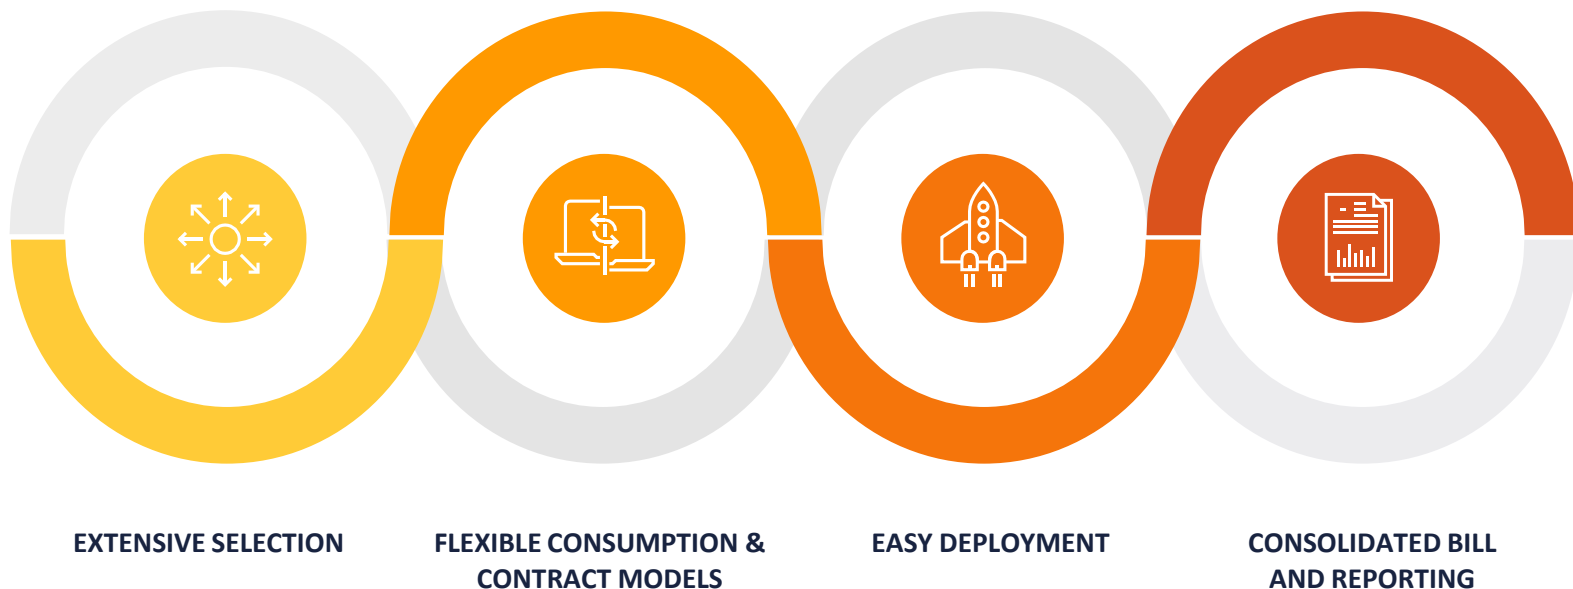 EXTENSIVE SELECTION
FLEXIBLE CONSUMPTION &
CONTRACT MODELS
EASY DEPLOYMENT
CONSOLIDATED BILL
AND REPORTING